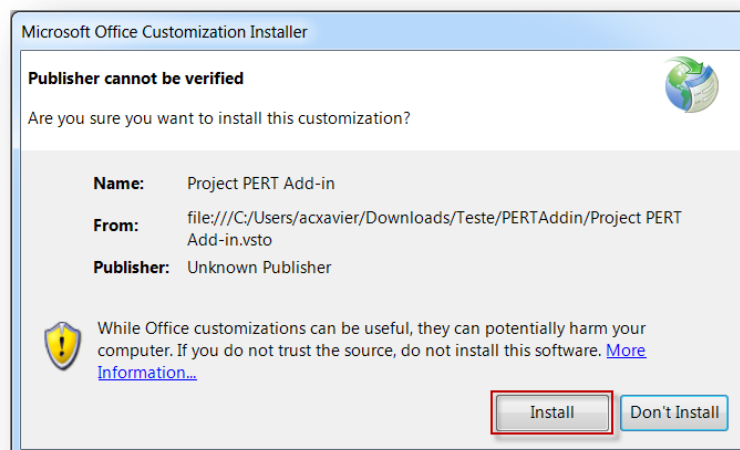 Microsoft Office Customization Installer
Publisher cannot be verified
Are you sure you want to install this customization?
Name: Project PERT Add-in
From: file:///C:/Users/acxavier/Downloads/Teste/PERTAddin/Project PERT
Add-in.vsto
Publisher: Unknown Publisher
While Office customizations can be useful, they can potentially harm your
computer. If you do not trust the source, do not install this software. More
Information...
Install Don't Install